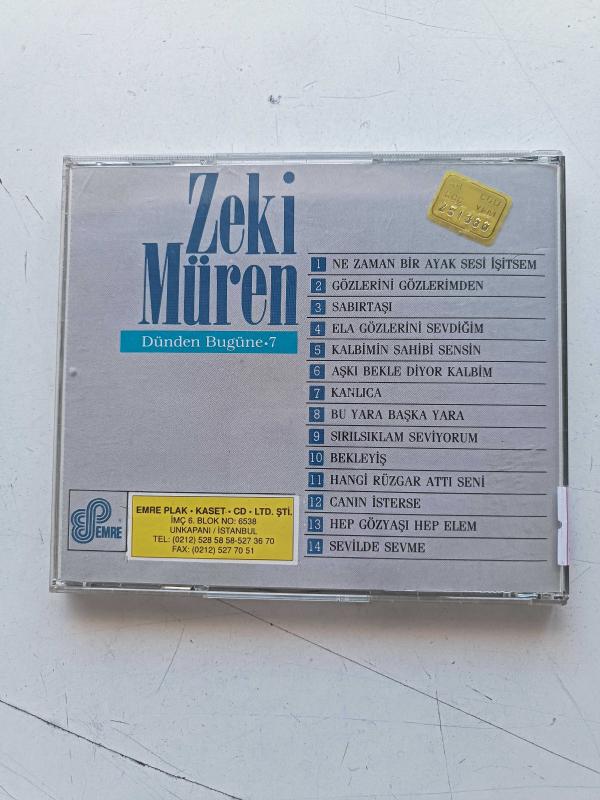 Zeki
Müren
Dünden Bugüne•7
1 NE ZAMAN BİR AYAK SESİ İŞİTSEM
2 GÖZLERİNİ GÖZLERİMDEN
3 SABIRTAŞI
4 ELA GÖZLERİNİ SEVDİĞİM
5 KALBİMİN SAHİBİ SENSİN
6 AŞKI BEKLE DİYOR KALBİM
7 KANLICA
8 BU YARA BAŞKA YARA
9 SIRILSIKLAM SEVİYORUM
10 BEKLEYİŞ
11 HANGİ RÜZGAR ATTI SENİ
12 CANIN İSTERSE
13 HEP GÖZYAŞI HEP ELEM
14 SEVİLDE SEVME
EMRE
EMRE PLAK • KASET • CD • LTD. ŞTİ.
İMÇ 6. BLOK NO: 6538
UNKAPANI / İSTANBUL
TEL: (0212) 528 58 58-527 36 70
FAX: (0212) 527 70 51